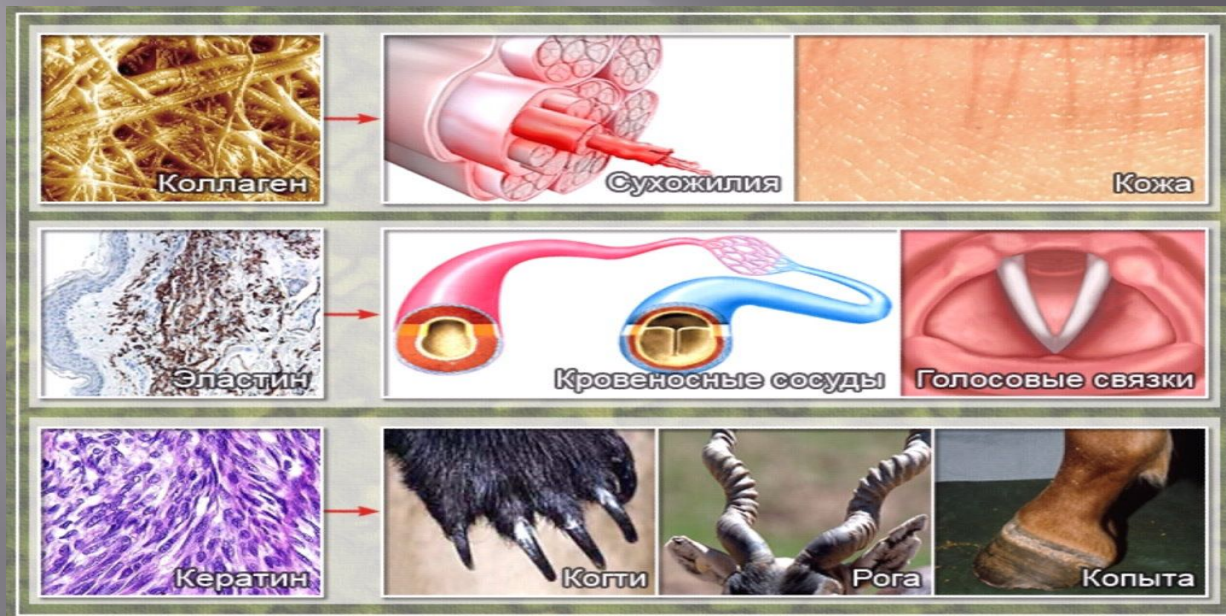 Коллаген
Сухожилия
Кожа
Эластин
Кровеносные сосуды
Голосовые связки
Кератин
Когти
Рога
Копыта